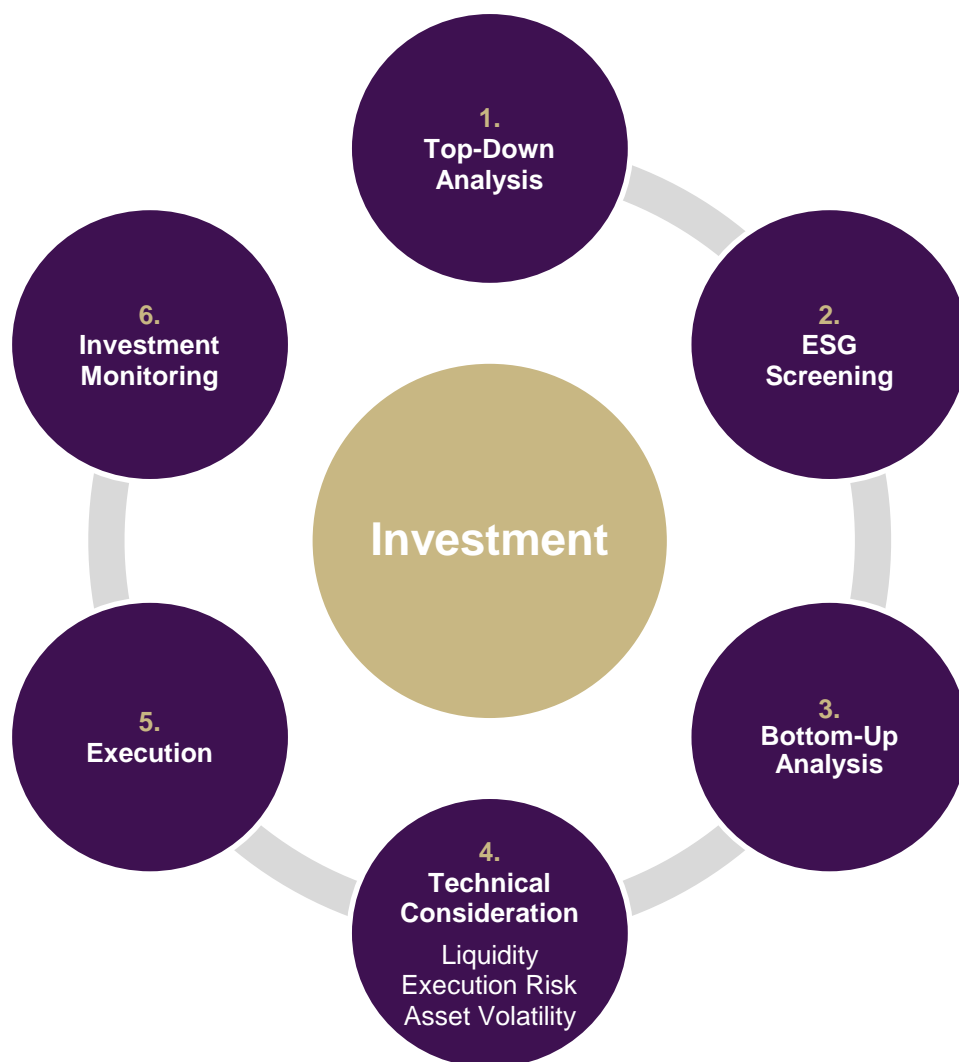 1.
Top-Down
Analysis
2.
ESG
Screening
3.
Bottom-Up
Analysis
4.
Technical
Consideration
Liquidity
Execution Risk
Asset Volatility
5.
Execution
6.
Investment
Monitoring
Investment